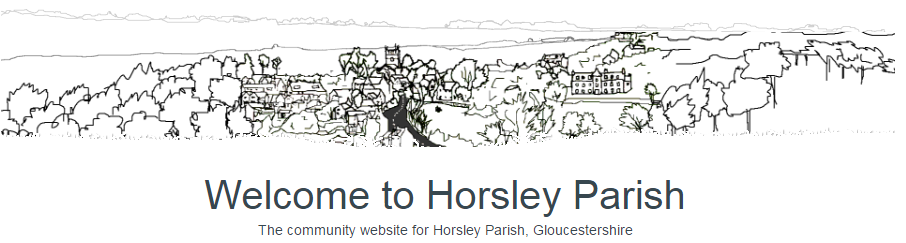 Welcome to Horsley Parish
The community website for Horsley Parish, Gloucestershire